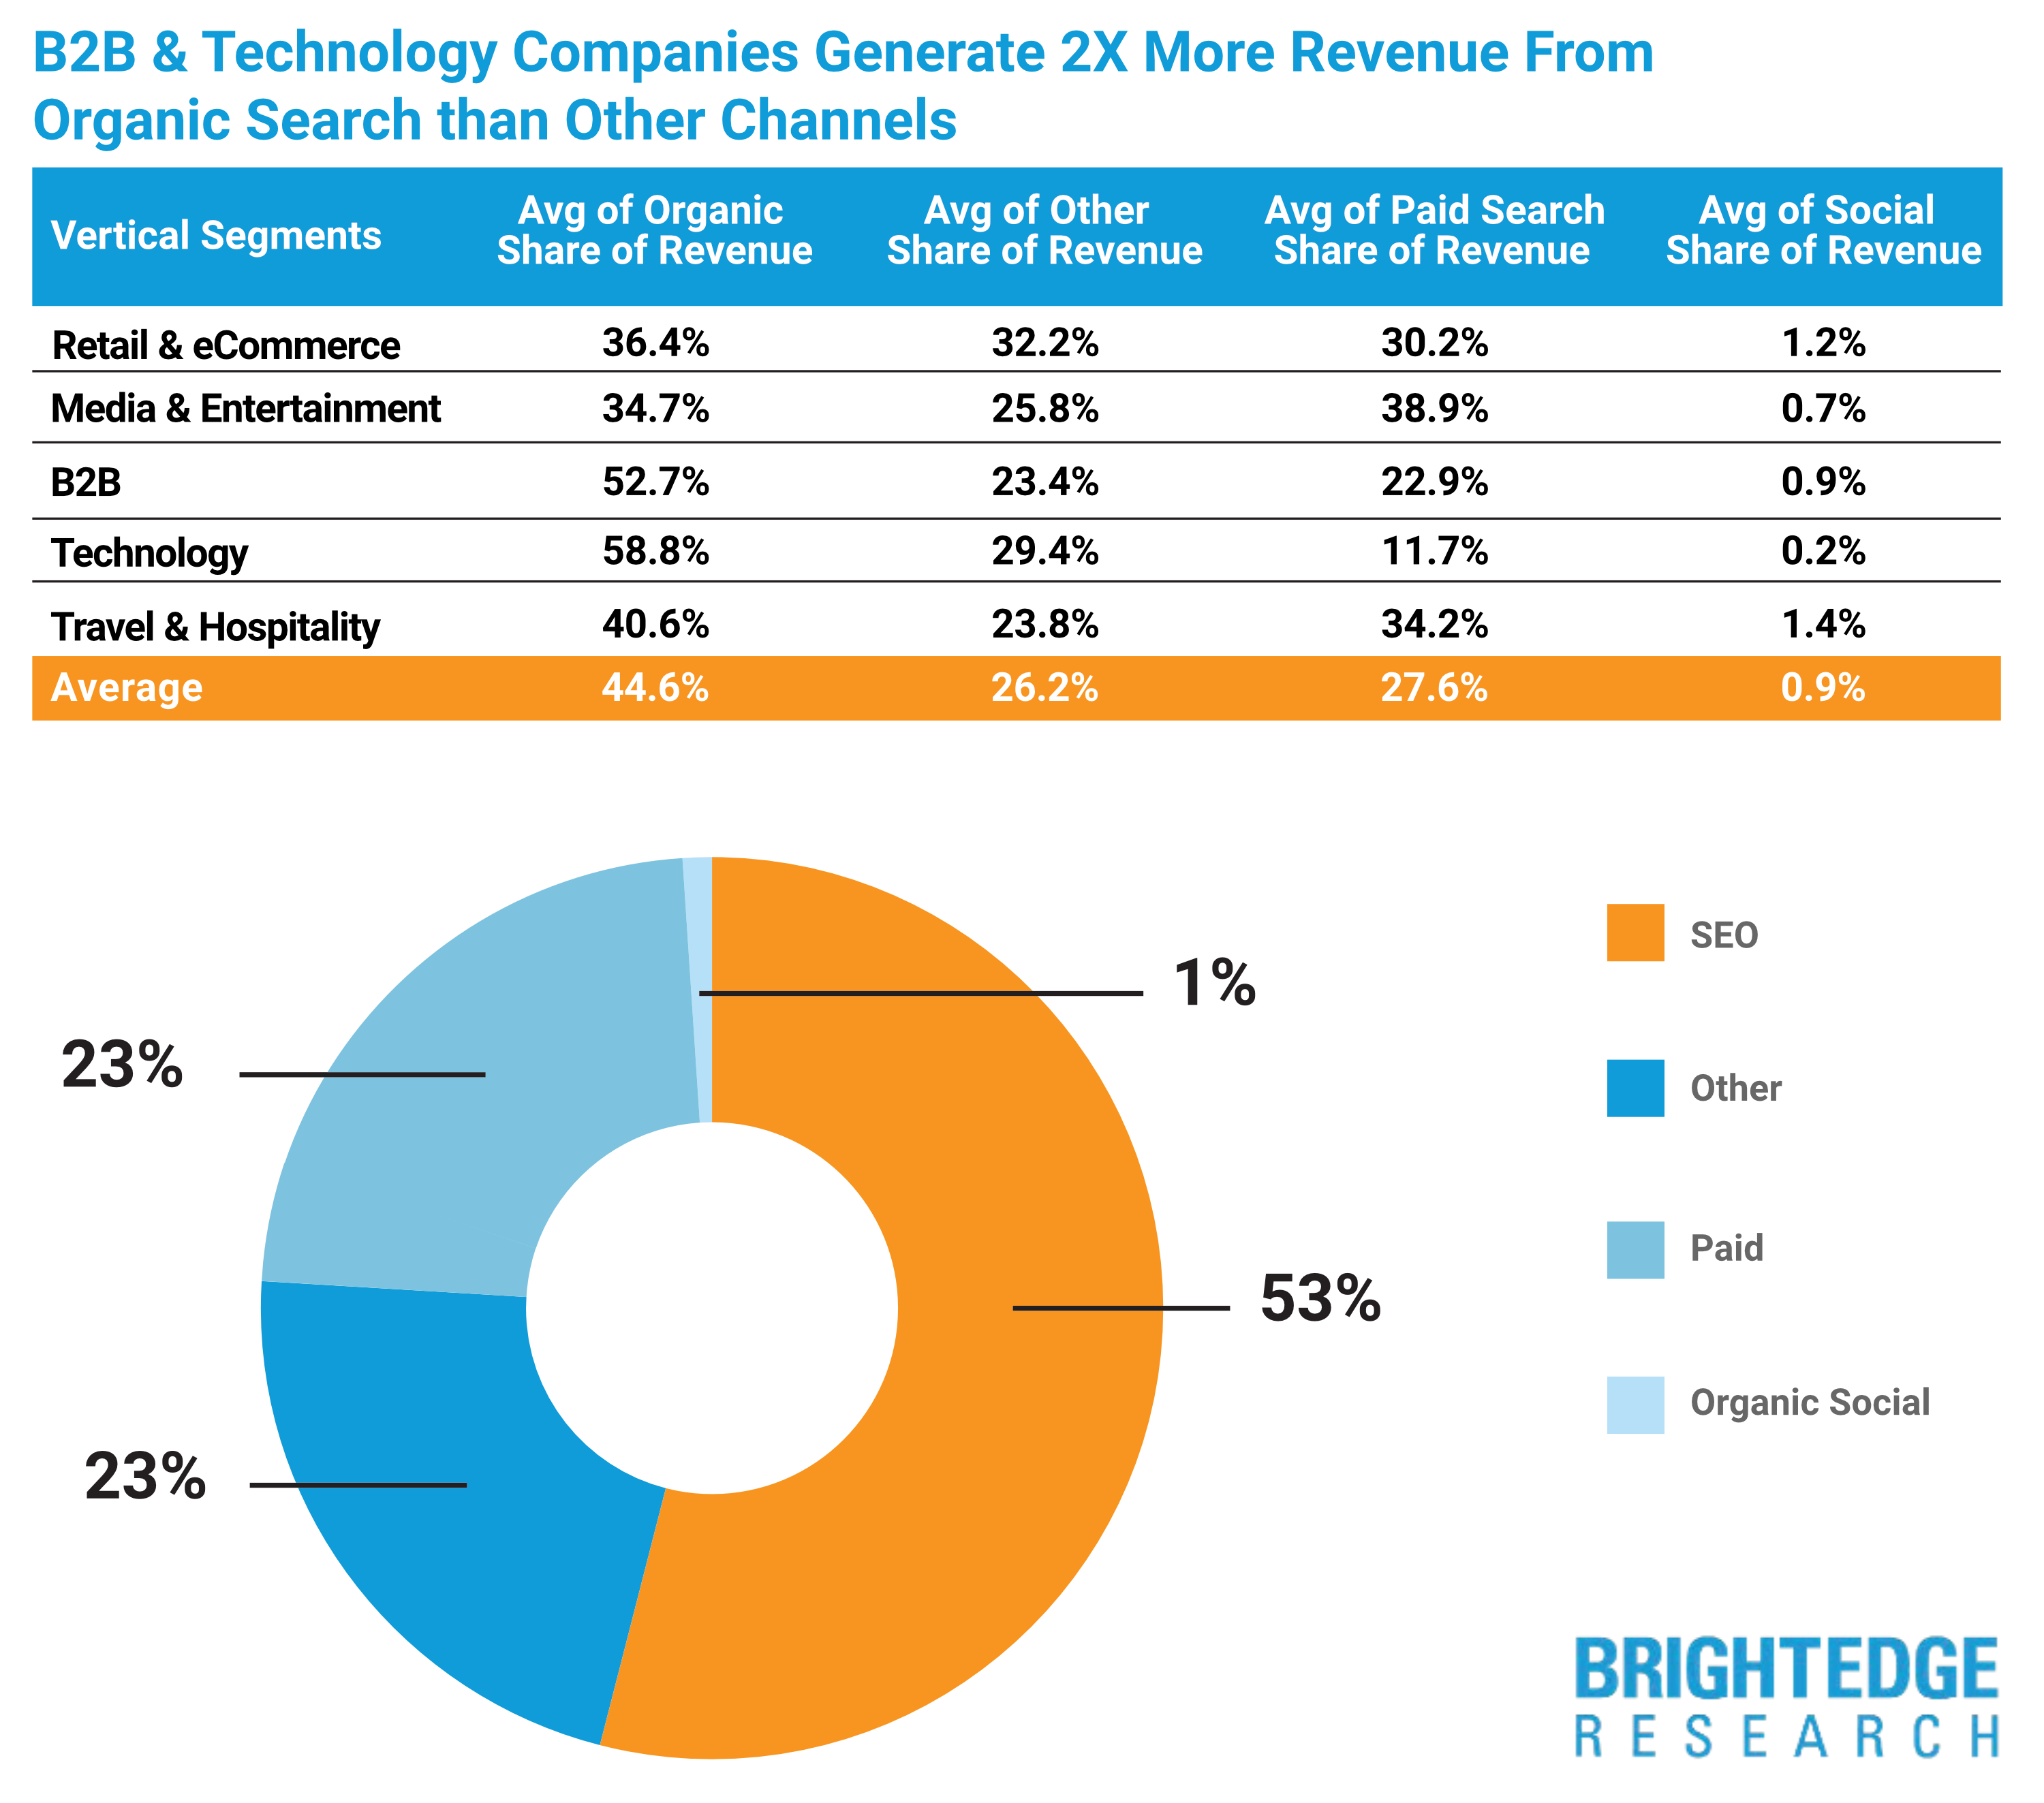 B2B & Technology Companies Generate 2X More Revenue From
Organic Search than Other Channels
Vertical Segments
Avg of Organic
Share of Revenue
Avg of Other
Share of Revenue
Avg of Paid Search
Share of Revenue
Avg of Social
Share of Revenue
Retail & eCommerce 36.4% 32.2% 30.2% 1.2%
Media & Entertainment 34.7% 25.8% 38.9% 0.7%
B2B 52.7% 23.4% 22.9% 0.9%
Technology 58.8% 29.4% 11.7% 0.2%
Travel & Hospitality 40.6% 23.8% 34.2% 1.4%
Average 44.6% 26.2% 27.6% 0.9%
1%
23%
53%
23%
SEO
Other
Paid
Organic Social
BRIGHTEDGE
RESEARCH